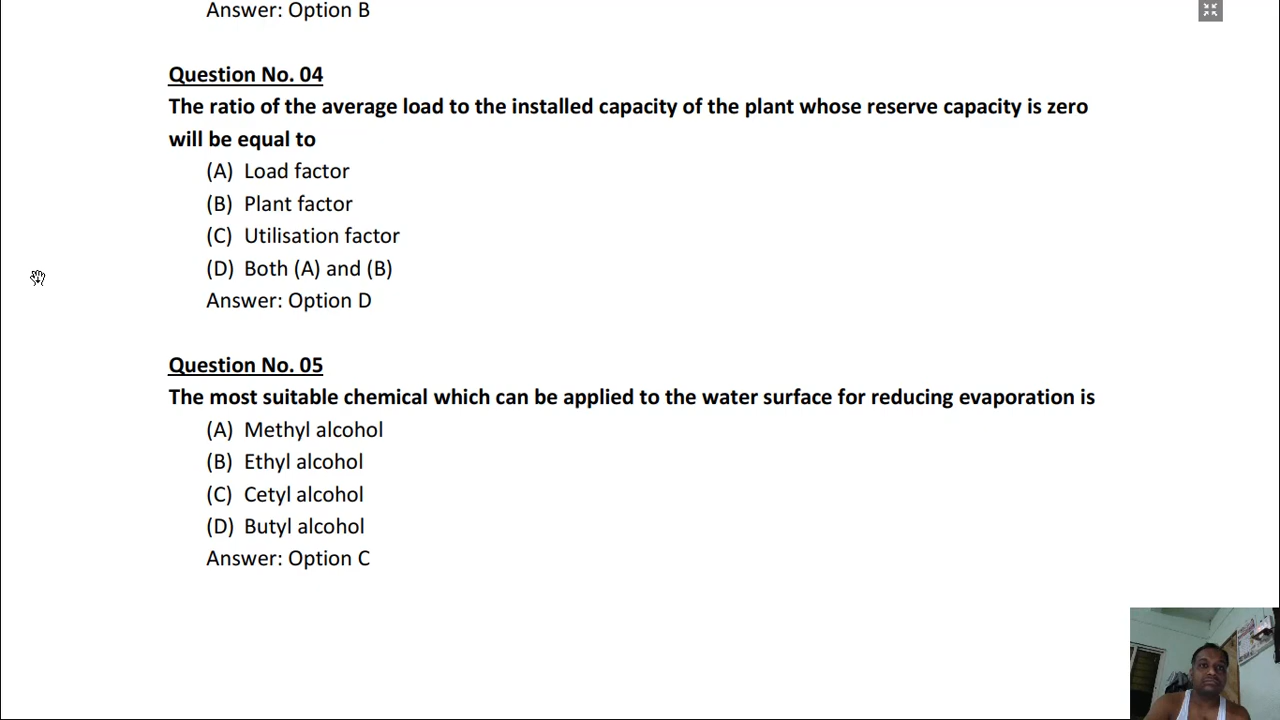 Answer: Option B
Question No. 04
The ratio of the average load to the installed capacity of the plant whose reserve capacity is zero
will be equal to
(A) Load factor
(B) Plant factor
(C) Utilisation factor
(D) Both (A) and (B)
Answer: Option D
Question No. 05
The most suitable chemical which can be applied to the water surface for reducing evaporation is
(A) Methyl alcohol
(B) Ethyl alcohol
(C) Cetyl alcohol
(D) Butyl alcohol
Answer: Option C